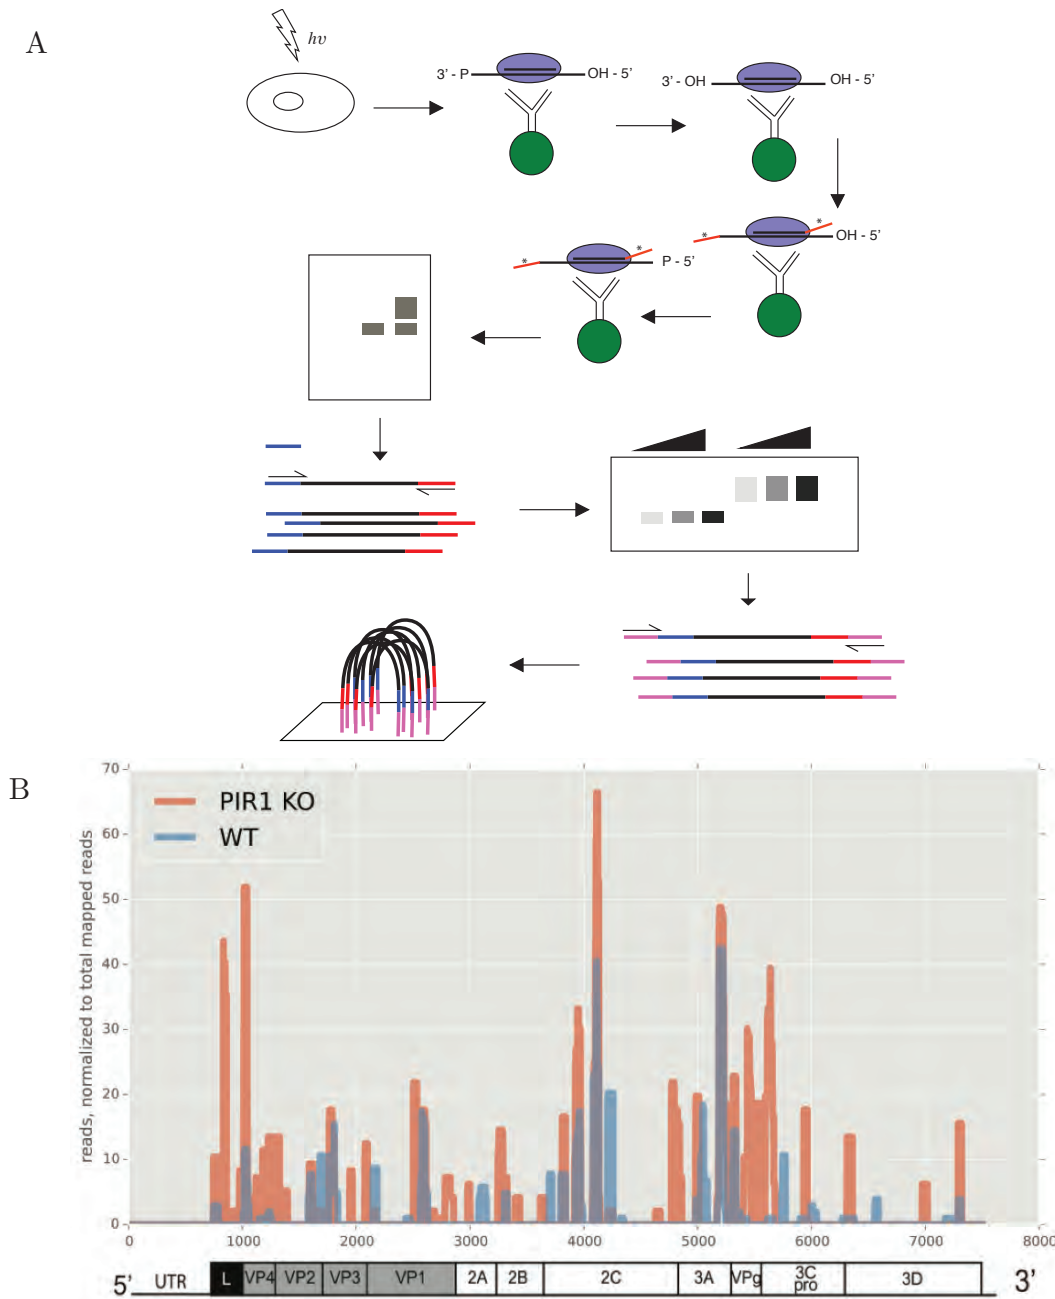 A
hν
3' - P
OH - 5'
3' - OH
OH - 5'
*
*
OH - 5'
*
*
P - 5'
B
reads, normalized to total mapped reads
70
60
50
40
30
20
10
0
PIR1 KO
WT
0 1000 2000 3000 4000 5000 6000 7000 8000
5' UTR L VP4 VP2 VP3 VP1 2A 2B 2C 3A VPg 3C pro 3D 3'